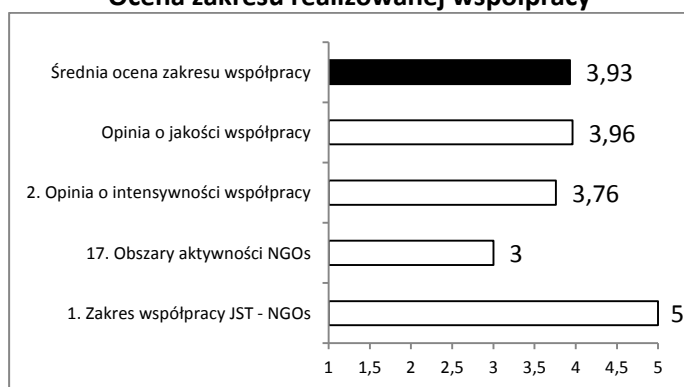 Ocena zakresu realizowanej współpracy
Średnia ocena zakresu współpracy 3,93
Opinia o jakości współpracy 3,96
2. Opinia o intensywności współpracy 3,76
17. Obszary aktywności NGOs 3
1. Zakres współpracy JST - NGOs 5
1 1,5 2 2,5 3 3,5 4 4,5 5